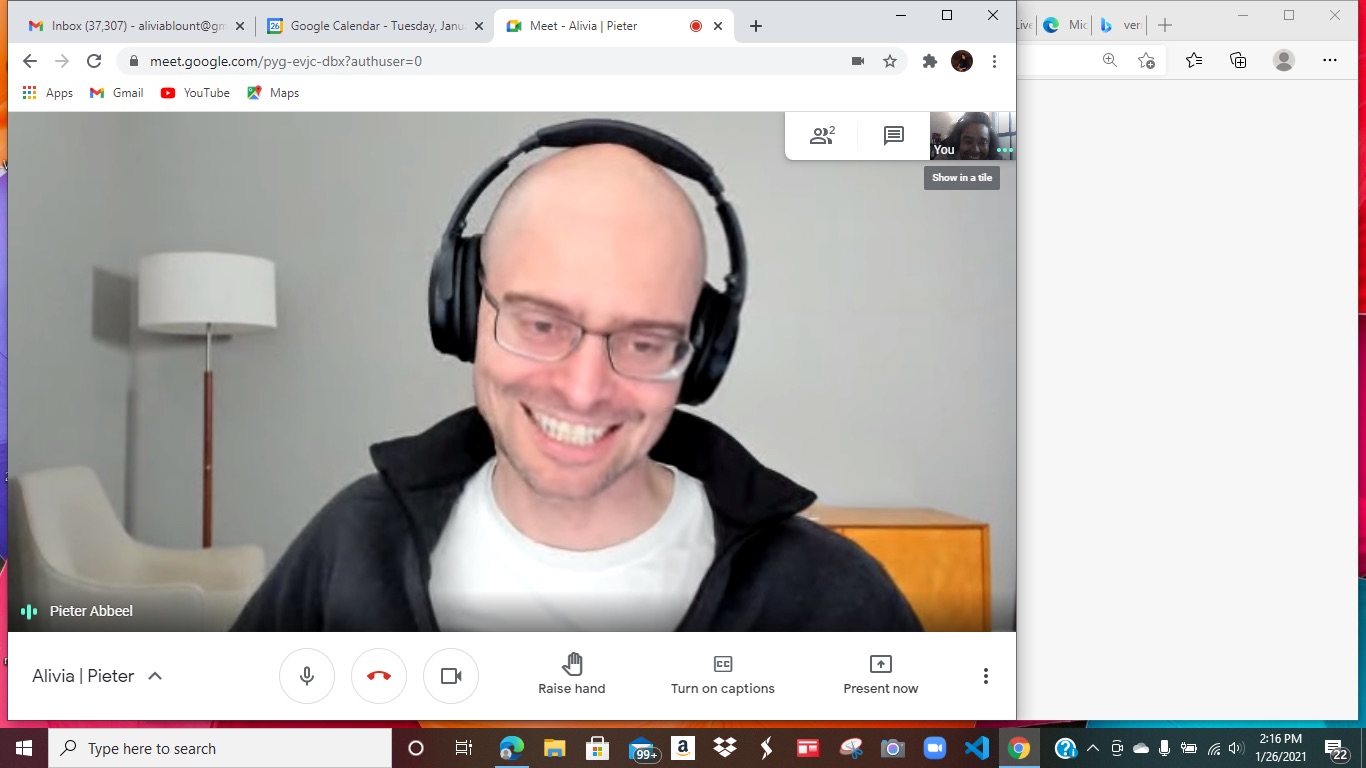 Inbox (37,307) - aliviablount@gm
Google Calendar - Tuesday, Janu
Meet - Alivia | Pieter
Live
Mic
ver
meet.google.com/pyg-evjc-dbx?authuser=0
Apps
Gmail
YouTube
Maps
26
2
You
Show in a tile
Pieter Abbeel
Alivia | Pieter
Raise hand
CC
Turn on captions
Present now
Type here to search
99+
a
2:16 PM
1/26/2021
22